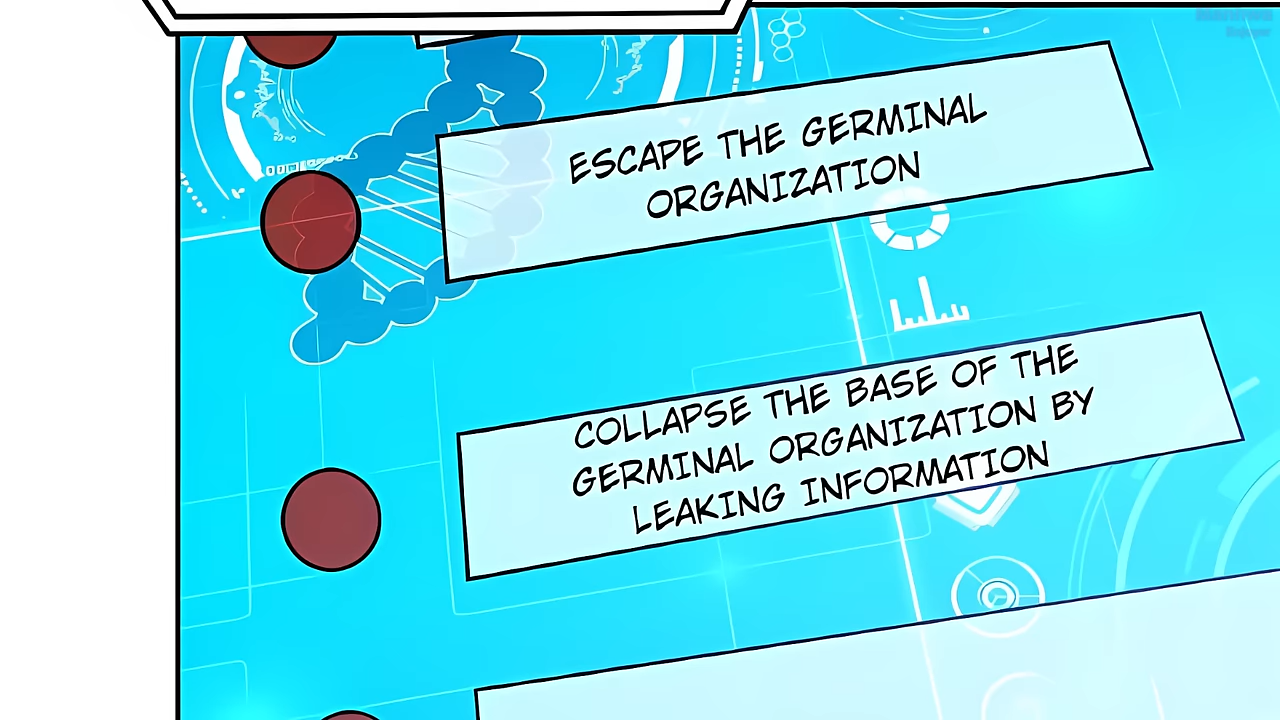 ESCAPE THE GERMINAL
ORGANIZATION
COLLAPSE THE BASE OF THE
GERMINAL ORGANIZATION BY
LEAKING INFORMATION